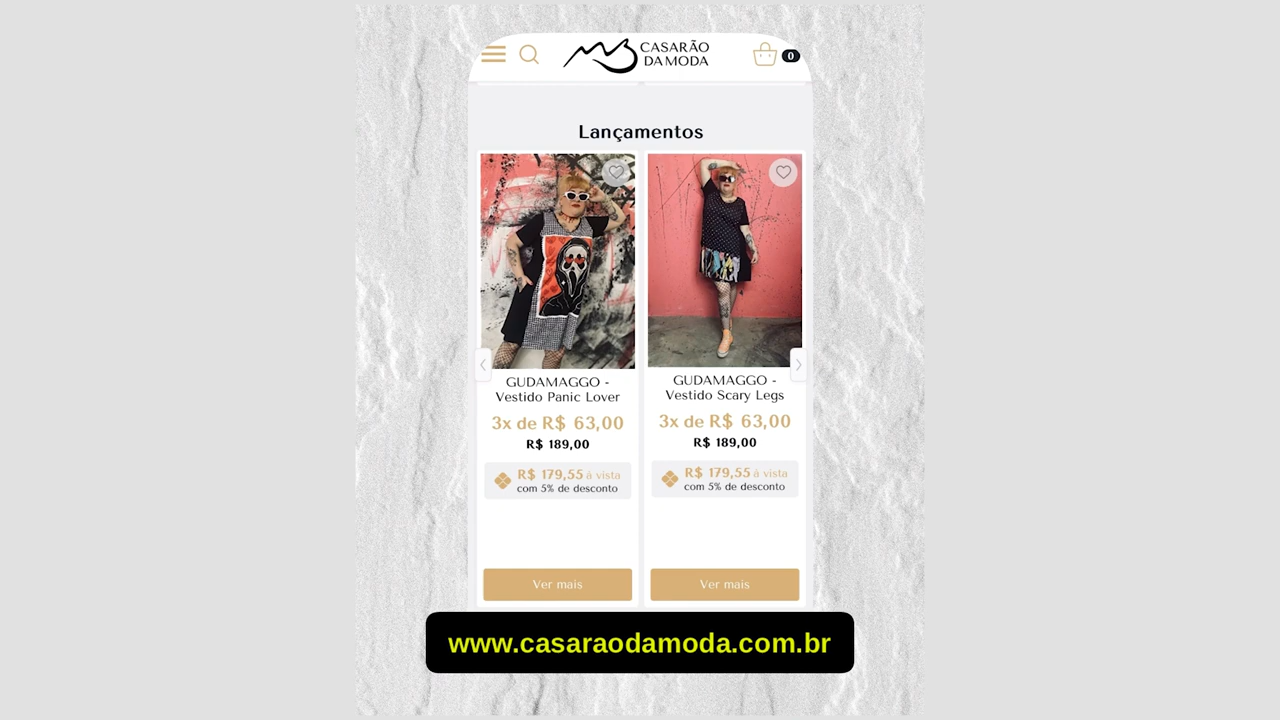 CASARÃO
DA MODA
0
Lançamentos
GUDAMAGGO -
Vestido Panic Lover
3x de R$ 63,00
R$ 189,00
R$ 179,55 à vista
com 5% de desconto
Ver mais
GUDAMAGGO -
Vestido Scary Legs
3x de R$ 63,00
R$ 189,00
R$ 179,55 à vista
com 5% de desconto
Ver mais
www.casaraodamoda.com.br